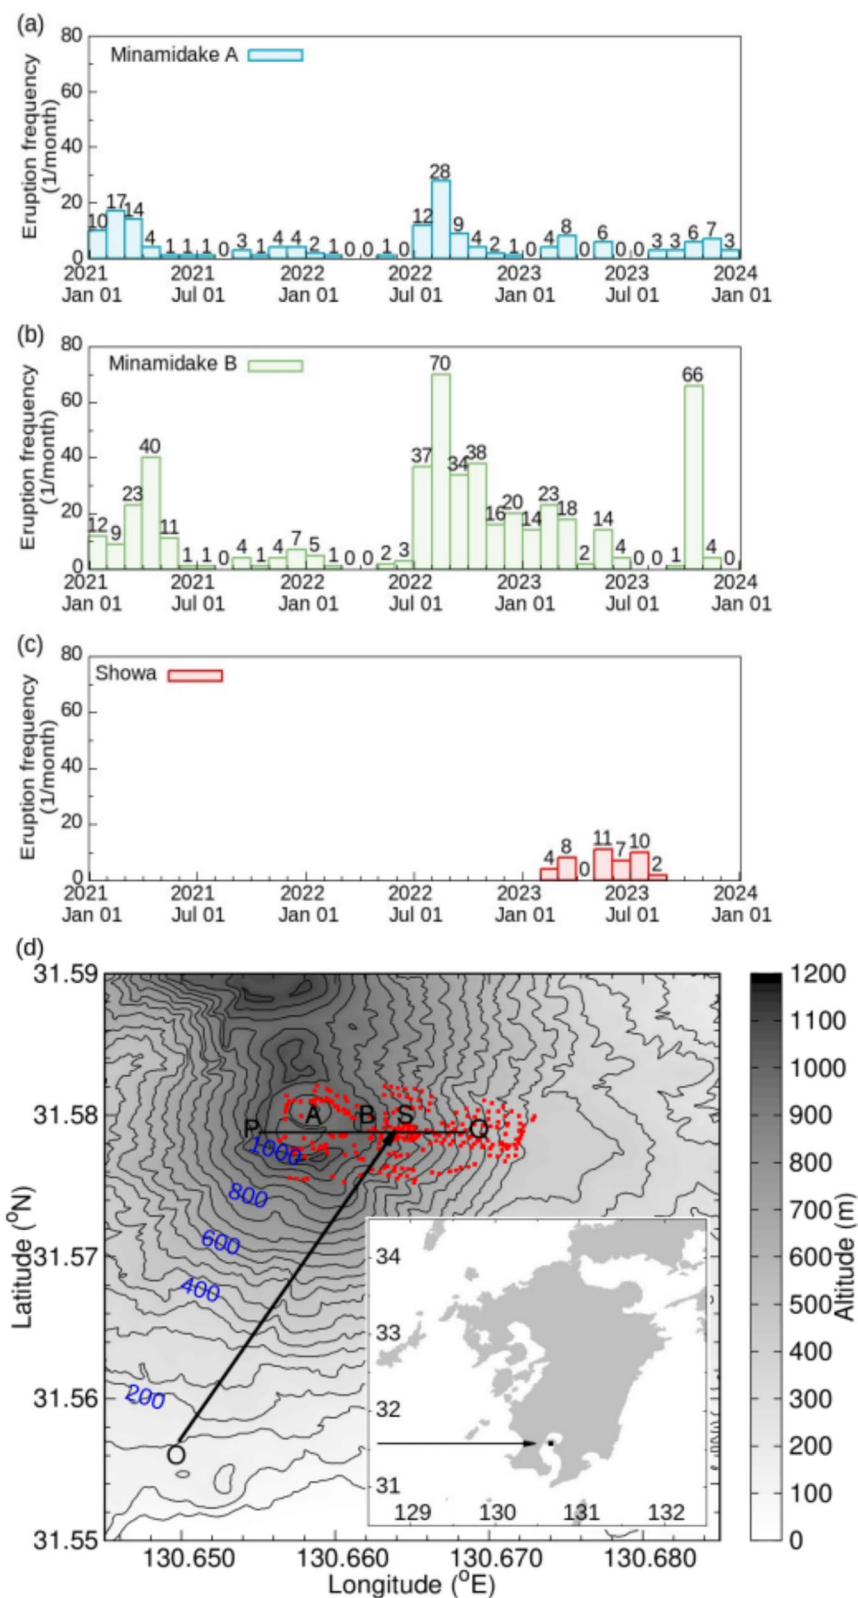 (a)
80
Minamidake A
60
40
20
0
Eruption frequency
(1/month)
10 17 14 4 1 1 1 0 3 1 4 4 2 1 0 0 1 0 12 28 9 4 2 1 0 4 8 0 6 0 0 3 3 6 7 3
2021 2021 2022 2022 2023 2023 2024
Jan 01 Jul 01 Jan 01 Jul 01 Jan 01 Jul 01 Jan 01
(b)
80
Minamidake B
60
40
20
0
Eruption frequency
(1/month)
12 9 23 40 11 1 1 0 4 1 4 7 5 1 0 0 2 3 37 70 34 38 16 20 14 23 18 2 14 4 0 0 1 66 4 0
2021 2021 2022 2022 2023 2023 2024
Jan 01 Jul 01 Jan 01 Jul 01 Jan 01 Jul 01 Jan 01
(c)
80
Showa
60
40
20
0
Eruption frequency
(1/month)
4 8 0 11 7 10 2
2021 2021 2022 2022 2023 2023 2024
Jan 01 Jul 01 Jan 01 Jul 01 Jan 01 Jul 01 Jan 01
(d)
31.59
31.58
31.57
31.56
31.55
Latitude (°N)
P A B S Q
1000
800
600
400
200
O
34
33
32
31
129 130 131 132
130.650 130.660 130.670 130.680
Longitude (°E)
1200
1100
1000
900
800
700
600
500
400
300
200
100
0
Altitude (m)